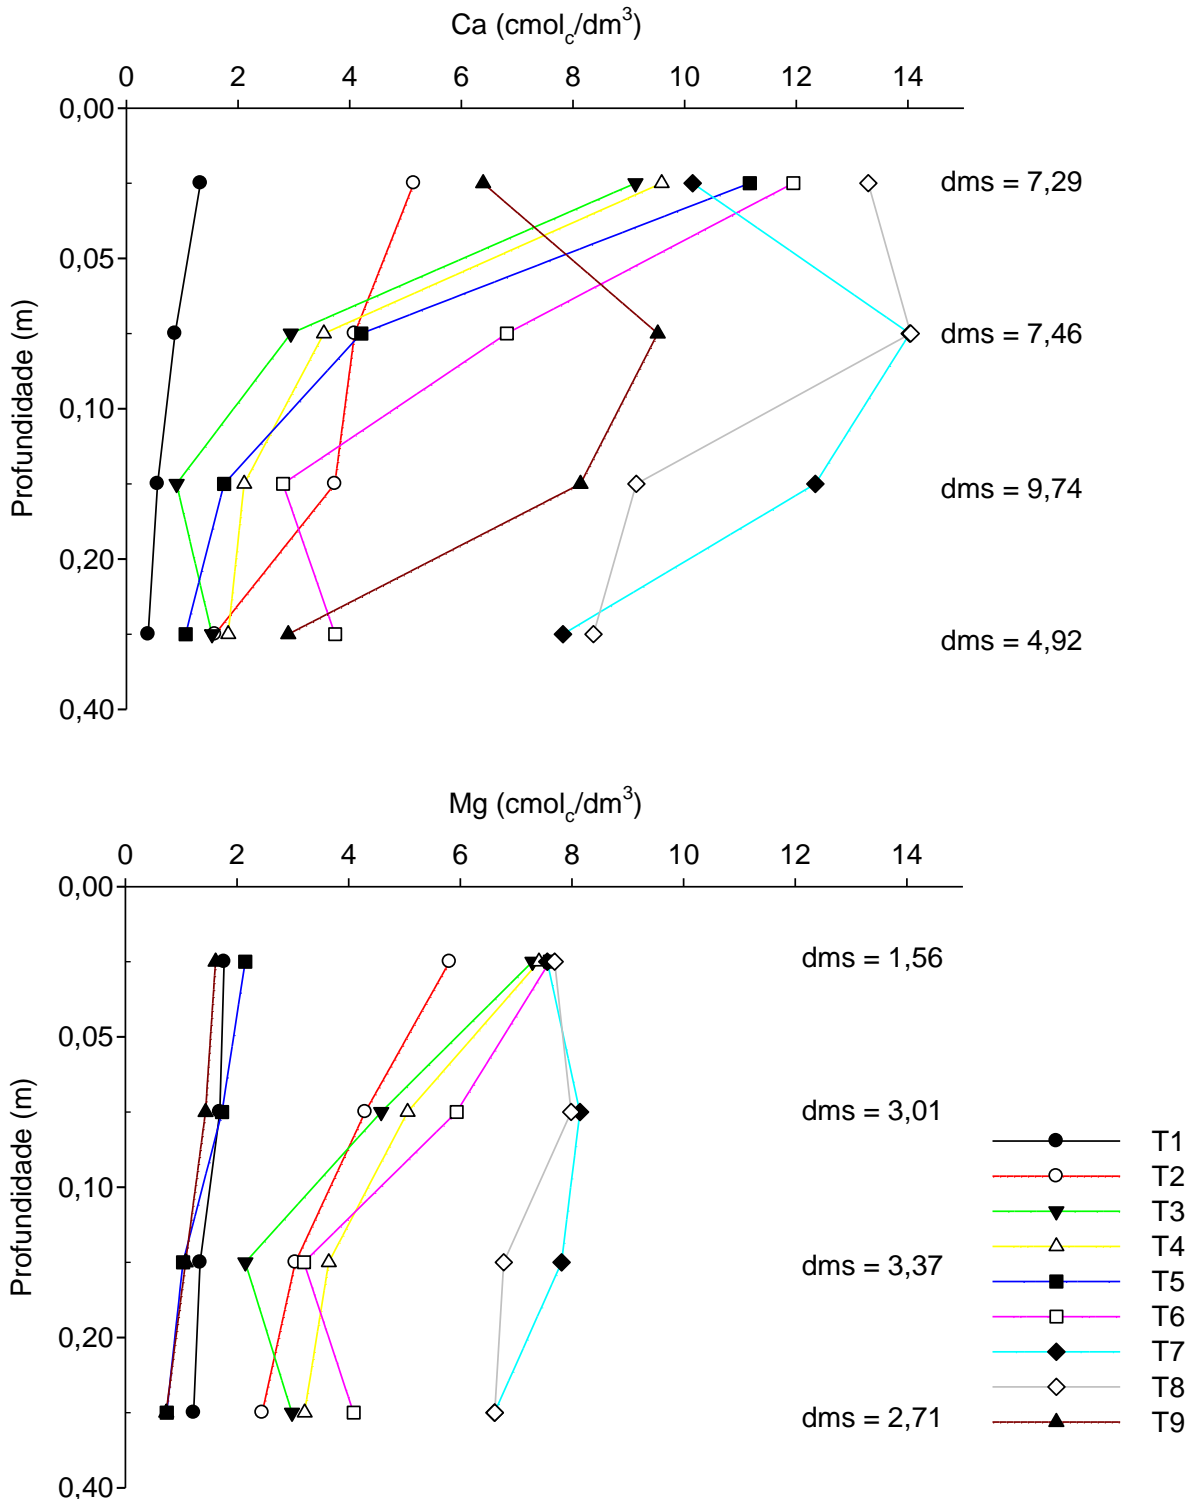 Ca (cmolc/dm3)
0 2 4 6 8 10 12 14
0,00
dms = 7,29
0,05
dms = 7,46
Profundidade (m)
0,10
dms = 9,74
0,20
dms = 4,92
0,40
Mg (cmolc/dm3)
0 2 4 6 8 10 12 14
0,00
dms = 1,56
0,05
dms = 3,01
Profundidade (m)
0,10
dms = 3,37
0,20
dms = 2,71
0,40
T1
T2
T3
T4
T5
T6
T7
T8
T9